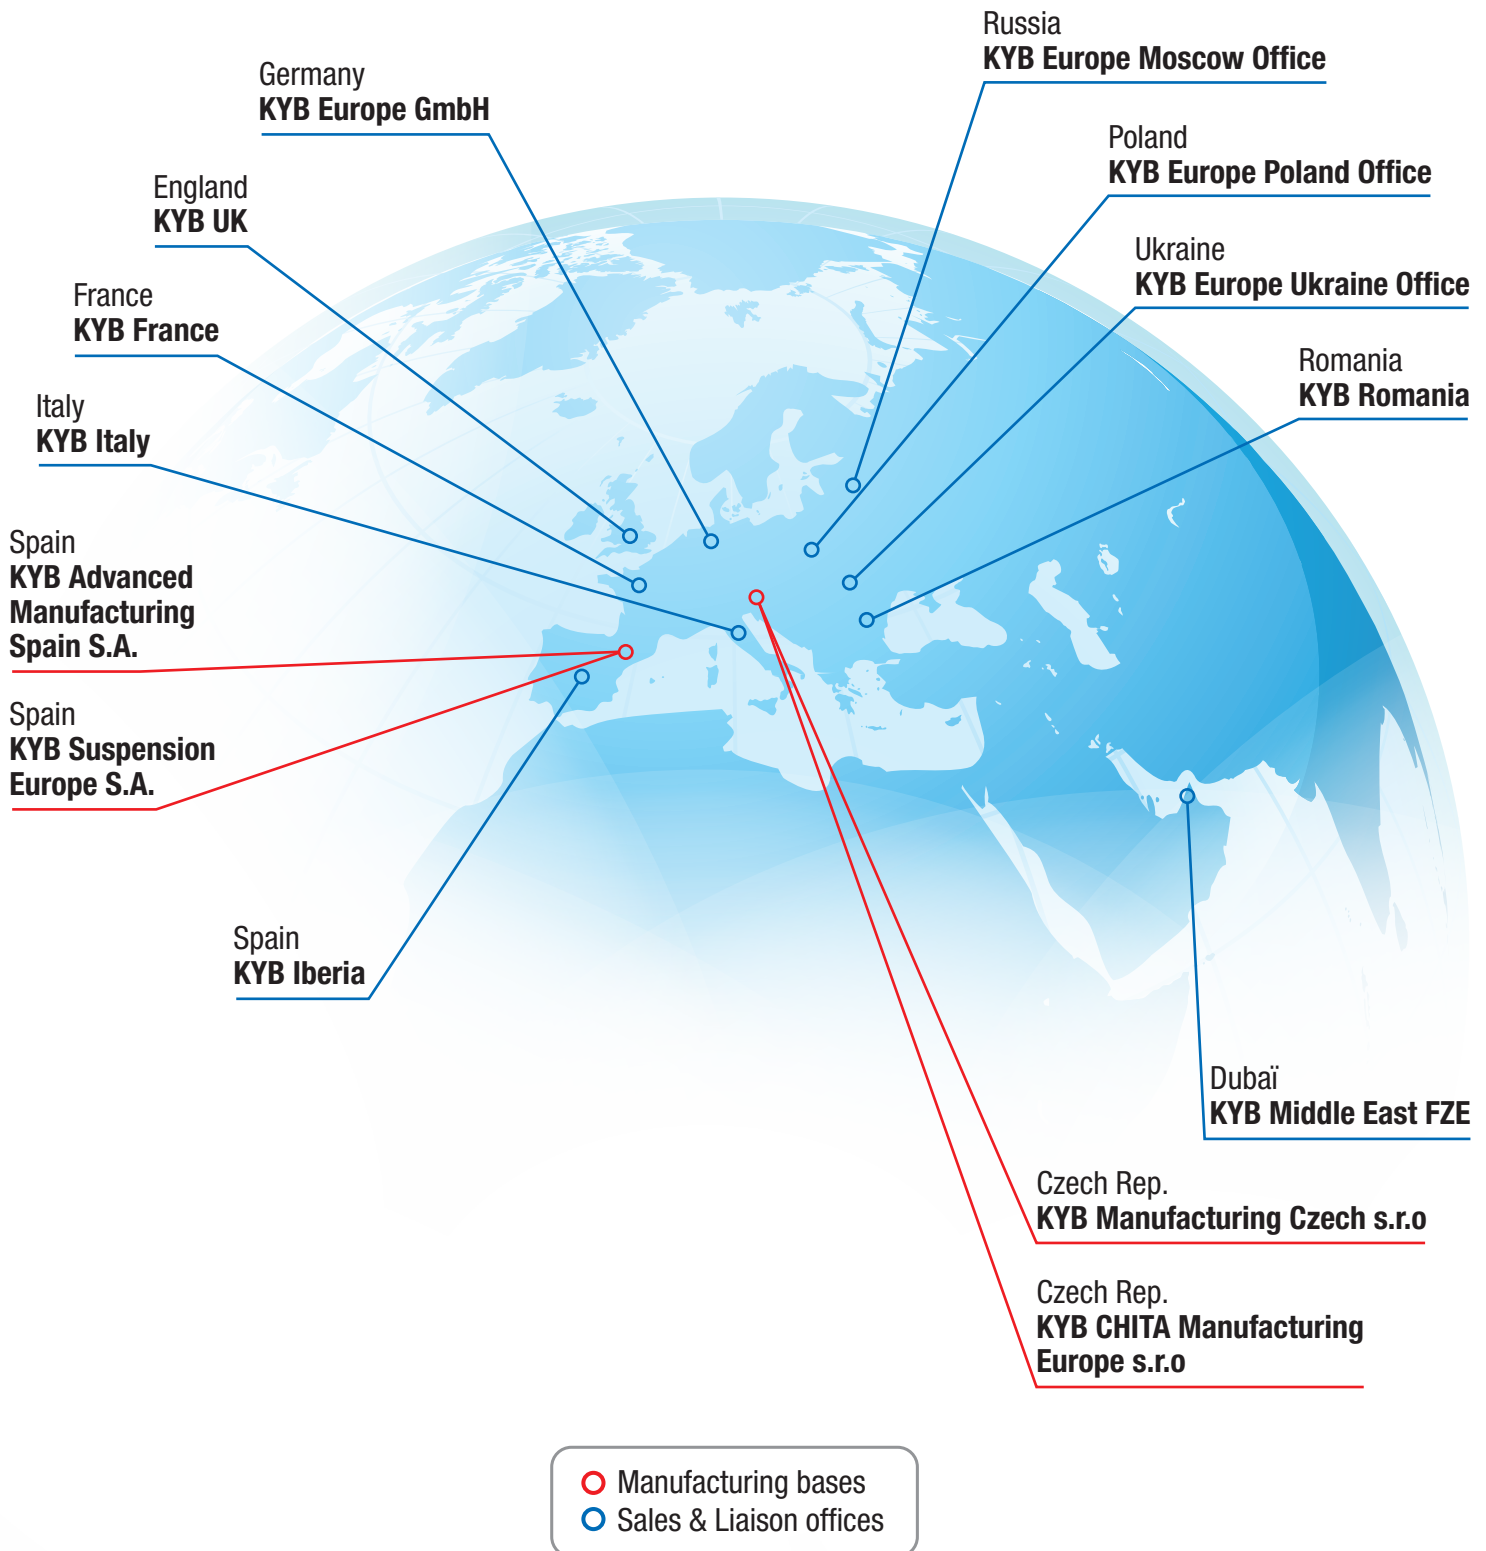 Russia
KYB Europe Moscow Office
Germany
KYB Europe GmbH
Poland
KYB Europe Poland Office
England
KYB UK
Ukraine
KYB Europe Ukraine Office
France
KYB France
Romania
KYB Romania
Italy
KYB Italy
Spain
KYB Advanced
Manufacturing
Spain S.A.
Spain
KYB Suspension
Europe S.A.
Spain
KYB Iberia
Dubaï
KYB Middle East FZE
Czech Rep.
KYB Manufacturing Czech s.r.o
Czech Rep.
KYB CHITA Manufacturing
Europe s.r.o
Manufacturing bases
Sales & Liaison offices